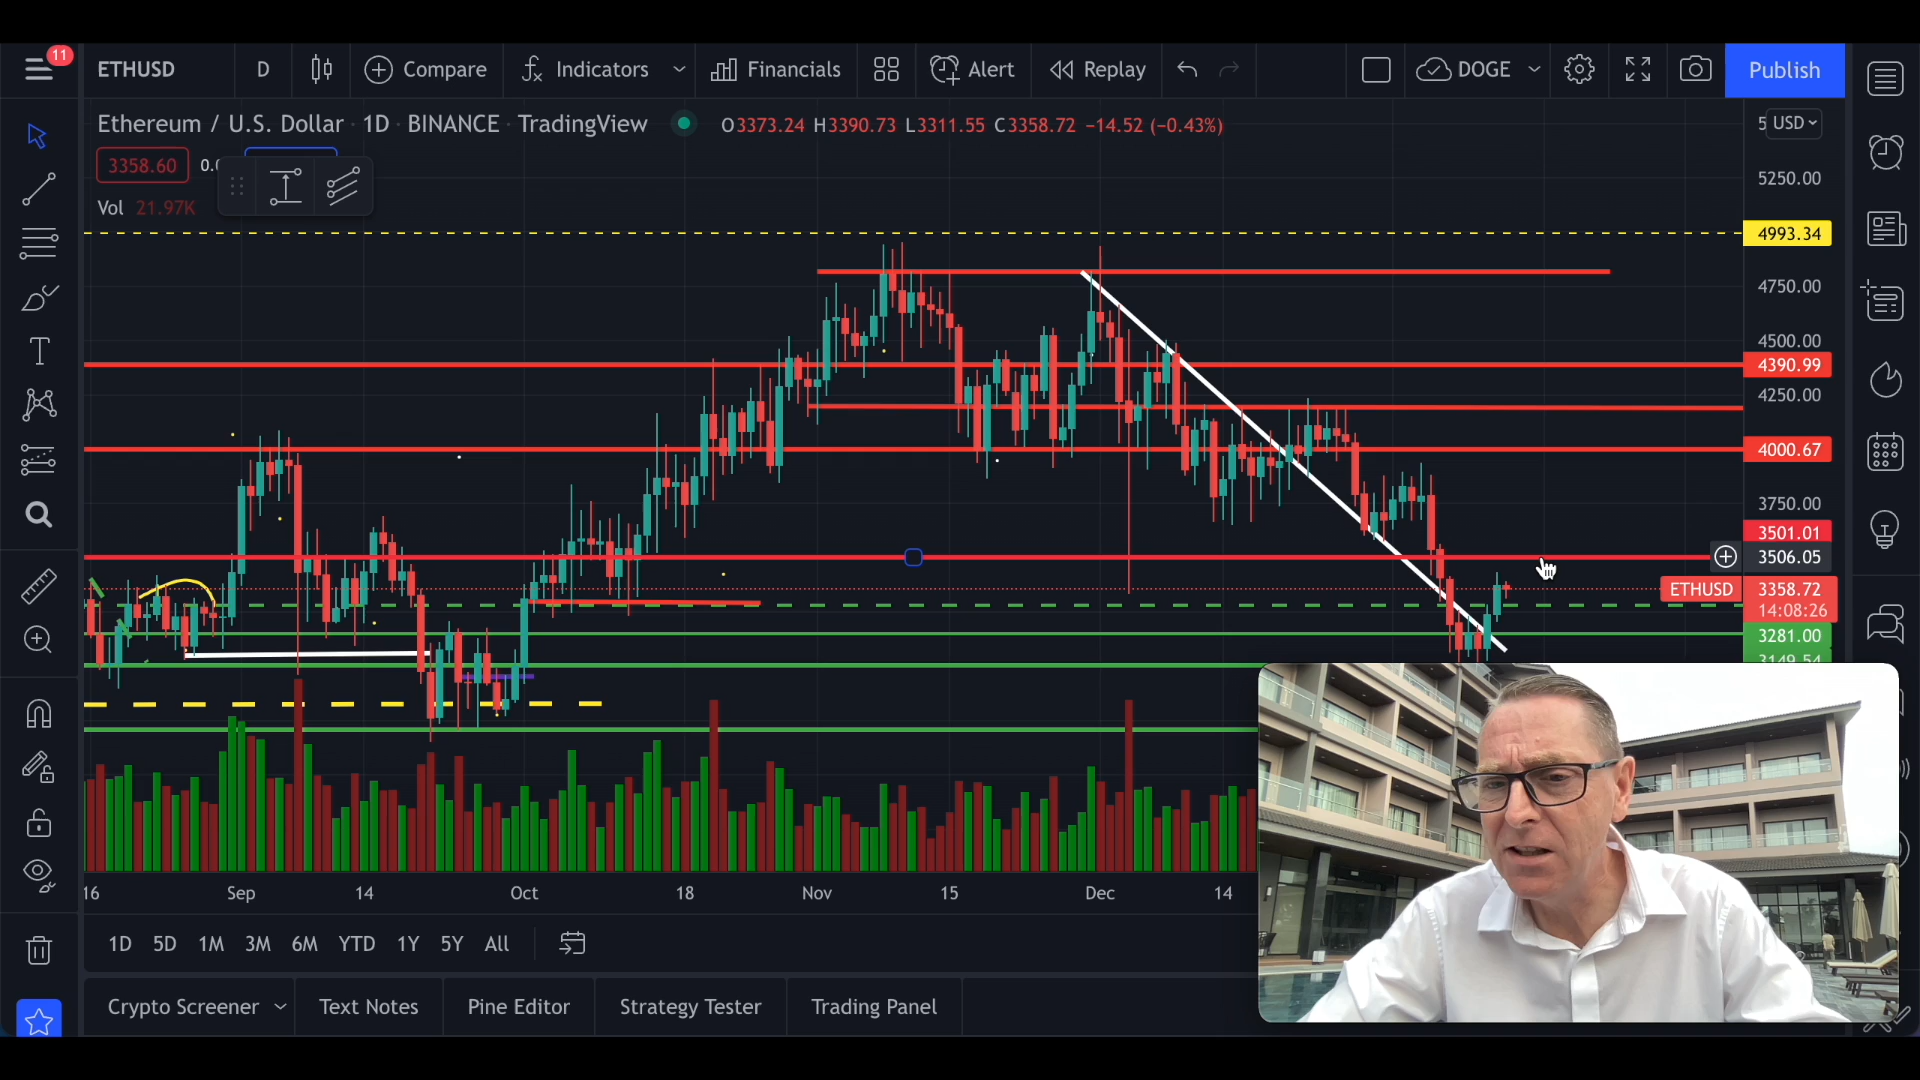 11
ETHUSD D Compare Indicators Financials Alert Replay DOGE Publish
Ethereum / U.S. Dollar · 1D · BINANCE · TradingView O3373.24 H3390.73 L3311.55 C3358.72 −14.52 (−0.43%)
USD
3358.60
Vol 21.97K
5250.00
4993.34
4750.00
4500.00
4390.99
4250.00
4000.67
3750.00
3501.01
3506.05
ETHUSD 3358.72
14:08:26
3281.00
3149.54
16 Sep 14 Oct 18 Nov 15 Dec 14
1D 5D 1M 3M 6M YTD 1Y 5Y All
Crypto Screener Text Notes Pine Editor Strategy Tester Trading Panel